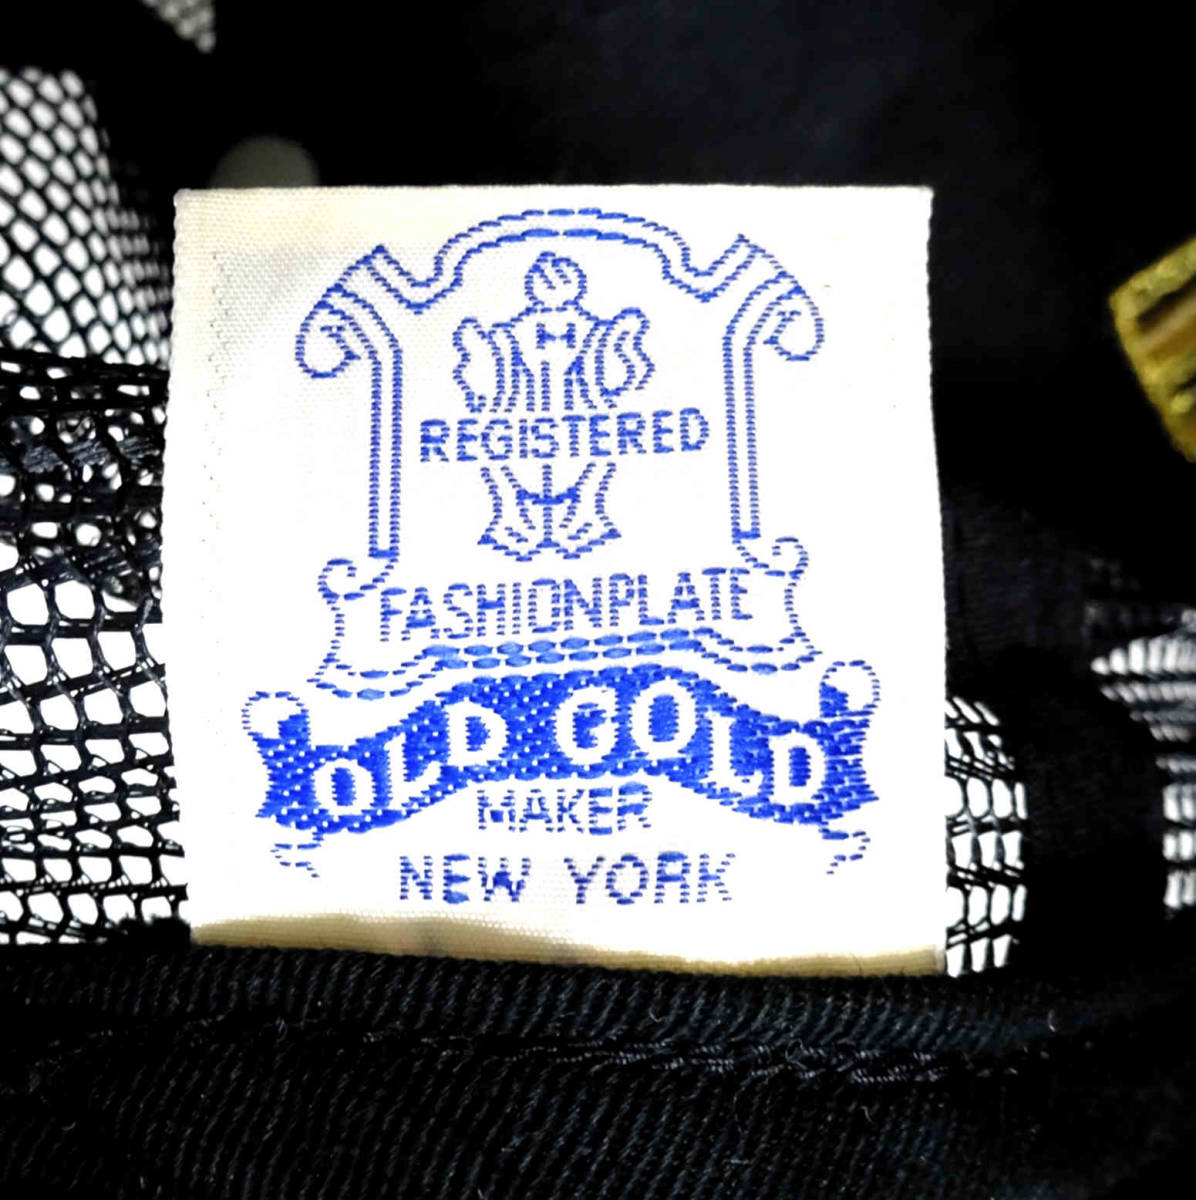 REGISTERED
FASHIONPLATE
OLD GOLD
MAKER
NEW YORK